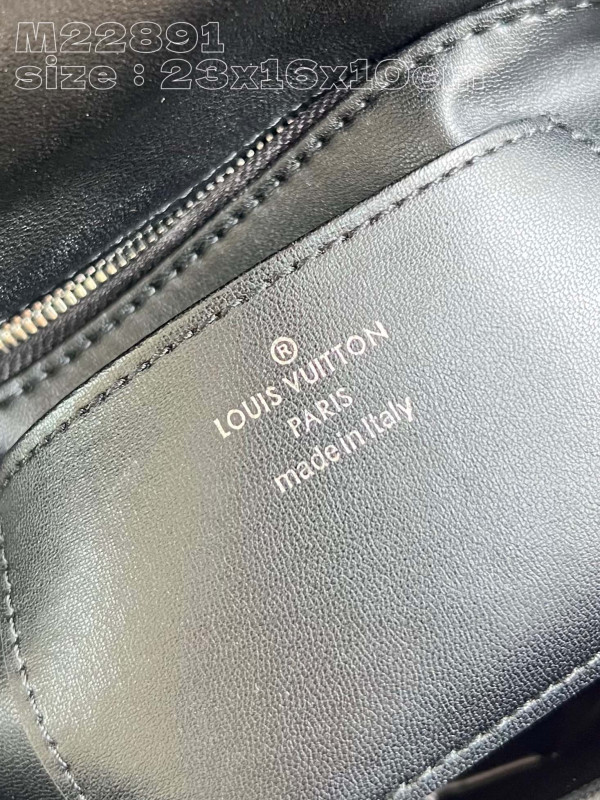 M22891
size : 23x16x10cm
®
LOUIS VUITTON
PARIS
made in Italy